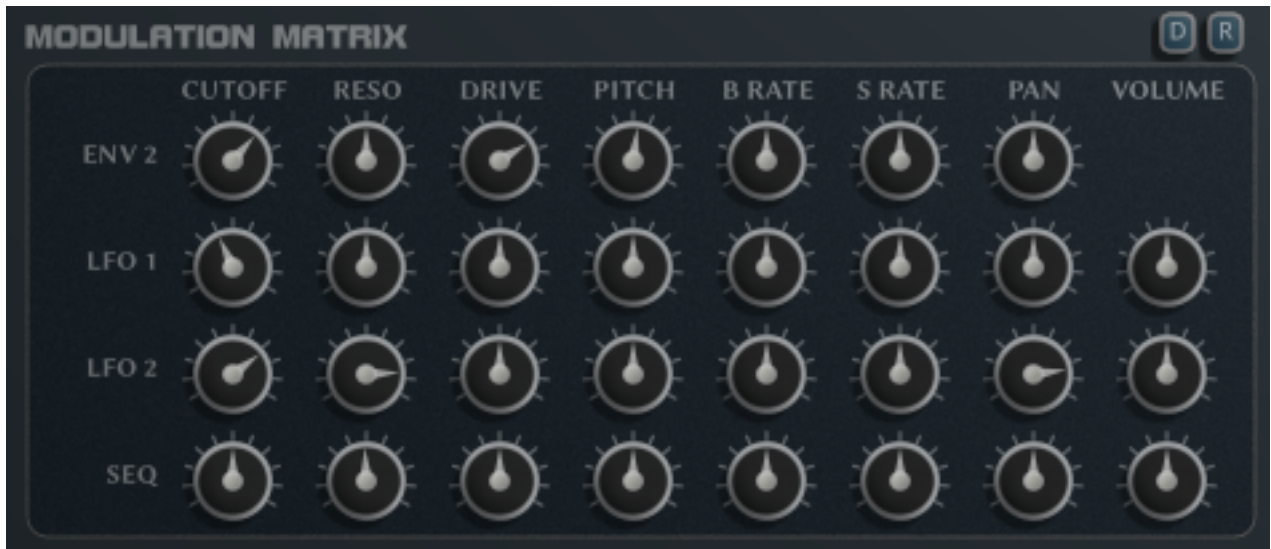 MODULATION MATRIX D R
CUTOFF RESO DRIVE PITCH B RATE S RATE PAN VOLUME
ENV 2
LFO 1
LFO 2
SEQ